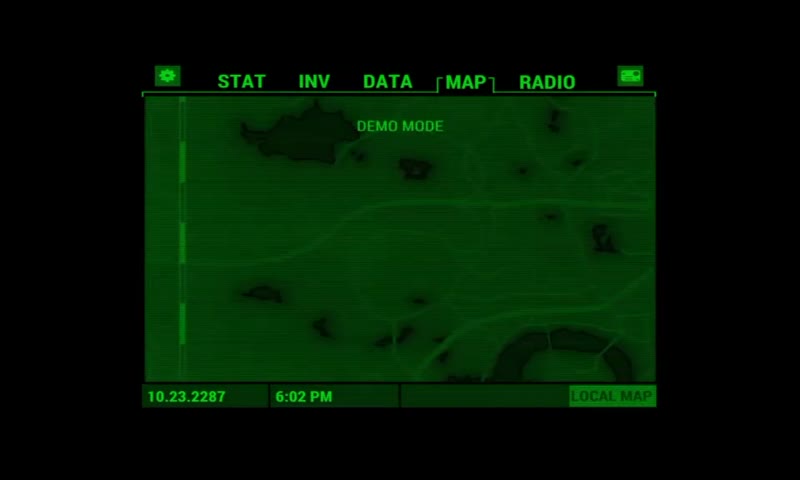 STAT INV DATA MAP RADIO
DEMO MODE
10.23.2287 6:02 PM LOCAL MAP